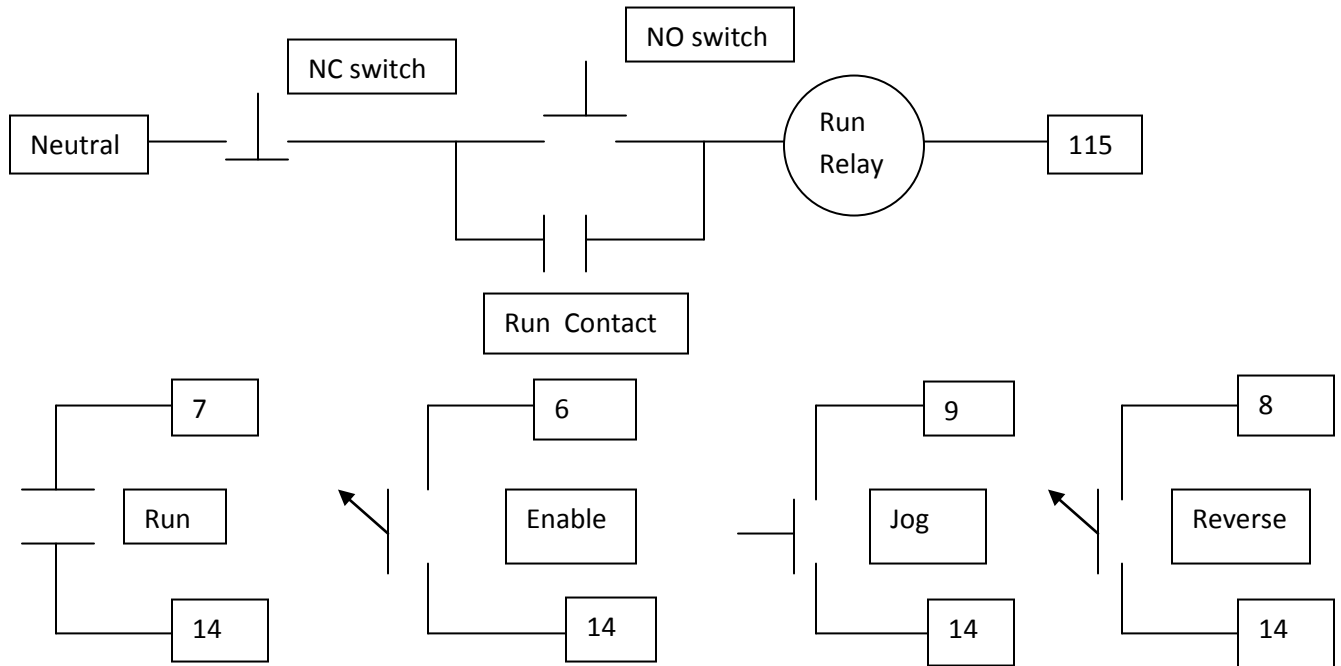 NO switch
NC switch
Neutral
Run
Relay
115
Run Contact
7
6
9
8
Run
Enable
Jog
Reverse
14
14
14
14